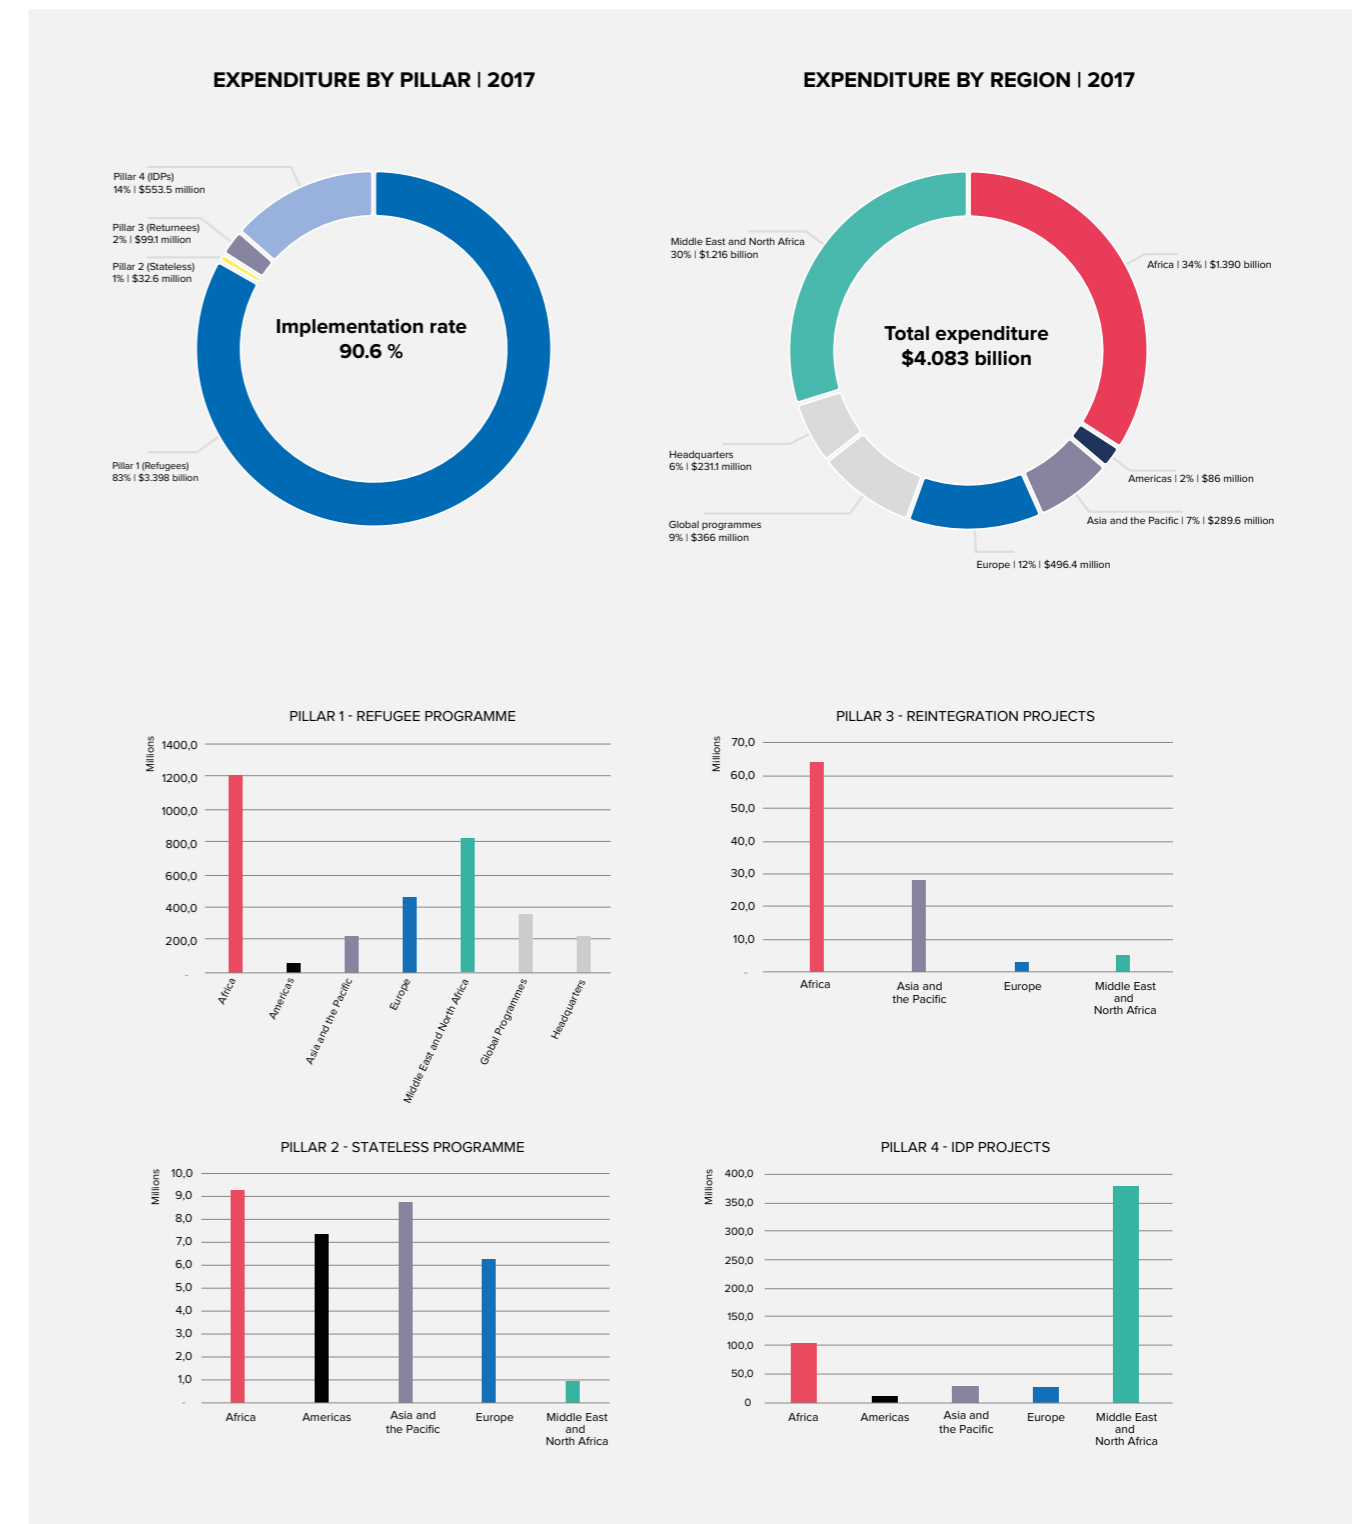 EXPENDITURE BY PILLAR | 2017
Pillar 4 (IDPs)
14% | $553.5 million
Pillar 3 (Returnees)
2% | $99.1 million
Pillar 2 (Stateless)
1% | $32.6 million
Implementation rate
90.6 %
Pillar 1 (Refugees)
83% | $3.398 billion
EXPENDITURE BY REGION | 2017
Middle East and North Africa
30% | $1.216 billion
Africa | 34% | $1.390 billion
Total expenditure
$4.083 billion
Headquarters
6% | $231.1 million
Americas | 2% | $86 million
Global programmes
9% | $366 million
Asia and the Pacific | 7% | $289.6 million
Europe | 12% | $496.4 million
PILLAR 1 - REFUGEE PROGRAMME
Millions
1400,0
1200,0
1000,0
800,0
600,0
400,0
200,0
-
Africa
Americas
Asia and the Pacific
Europe
Middle East and North Africa
Global Programmes
Headquarters
PILLAR 3 - REINTEGRATION PROJECTS
Millions
70,0
60,0
50,0
40,0
30,0
20,0
10,0
-
Africa
Asia and
the Pacific
Europe
Middle East
and
North Africa
PILLAR 2 - STATELESS PROGRAMME
Millions
10,0
9,0
8,0
7,0
6,0
5,0
4,0
3,0
2,0
1,0
-
Africa
Americas
Asia and
the Pacific
Europe
Middle East
and
North Africa
PILLAR 4 - IDP PROJECTS
Millions
400,0
350,0
300,0
250,0
200,0
150,0
100,0
50,0
0
Africa
Americas
Asia and
the Pacific
Europe
Middle East
and
North Africa